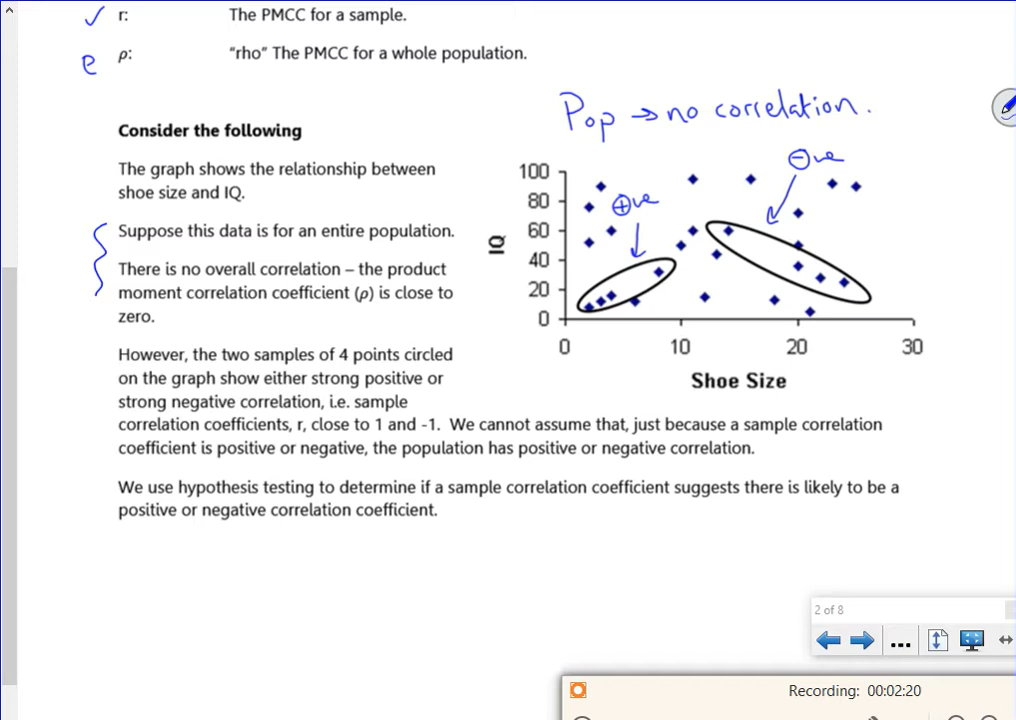 r: The PMCC for a sample.
ρ: "rho" The PMCC for a whole population.
Pop → no correlation.
Consider the following
The graph shows the relationship between
shoe size and IQ.
Suppose this data is for an entire population.
There is no overall correlation – the product
moment correlation coefficient (ρ) is close to
zero.
However, the two samples of 4 points circled
on the graph show either strong positive or
strong negative correlation, i.e. sample
correlation coefficients, r, close to 1 and -1. We cannot assume that, just because a sample correlation
coefficient is positive or negative, the population has positive or negative correlation.
We use hypothesis testing to determine if a sample correlation coefficient suggests there is likely to be a
positive or negative correlation coefficient.
⊖ve
⊕ve
100
80
60
40
20
0
IQ
0 10 20 30
Shoe Size
2 of 8
Recording: 00:02:20